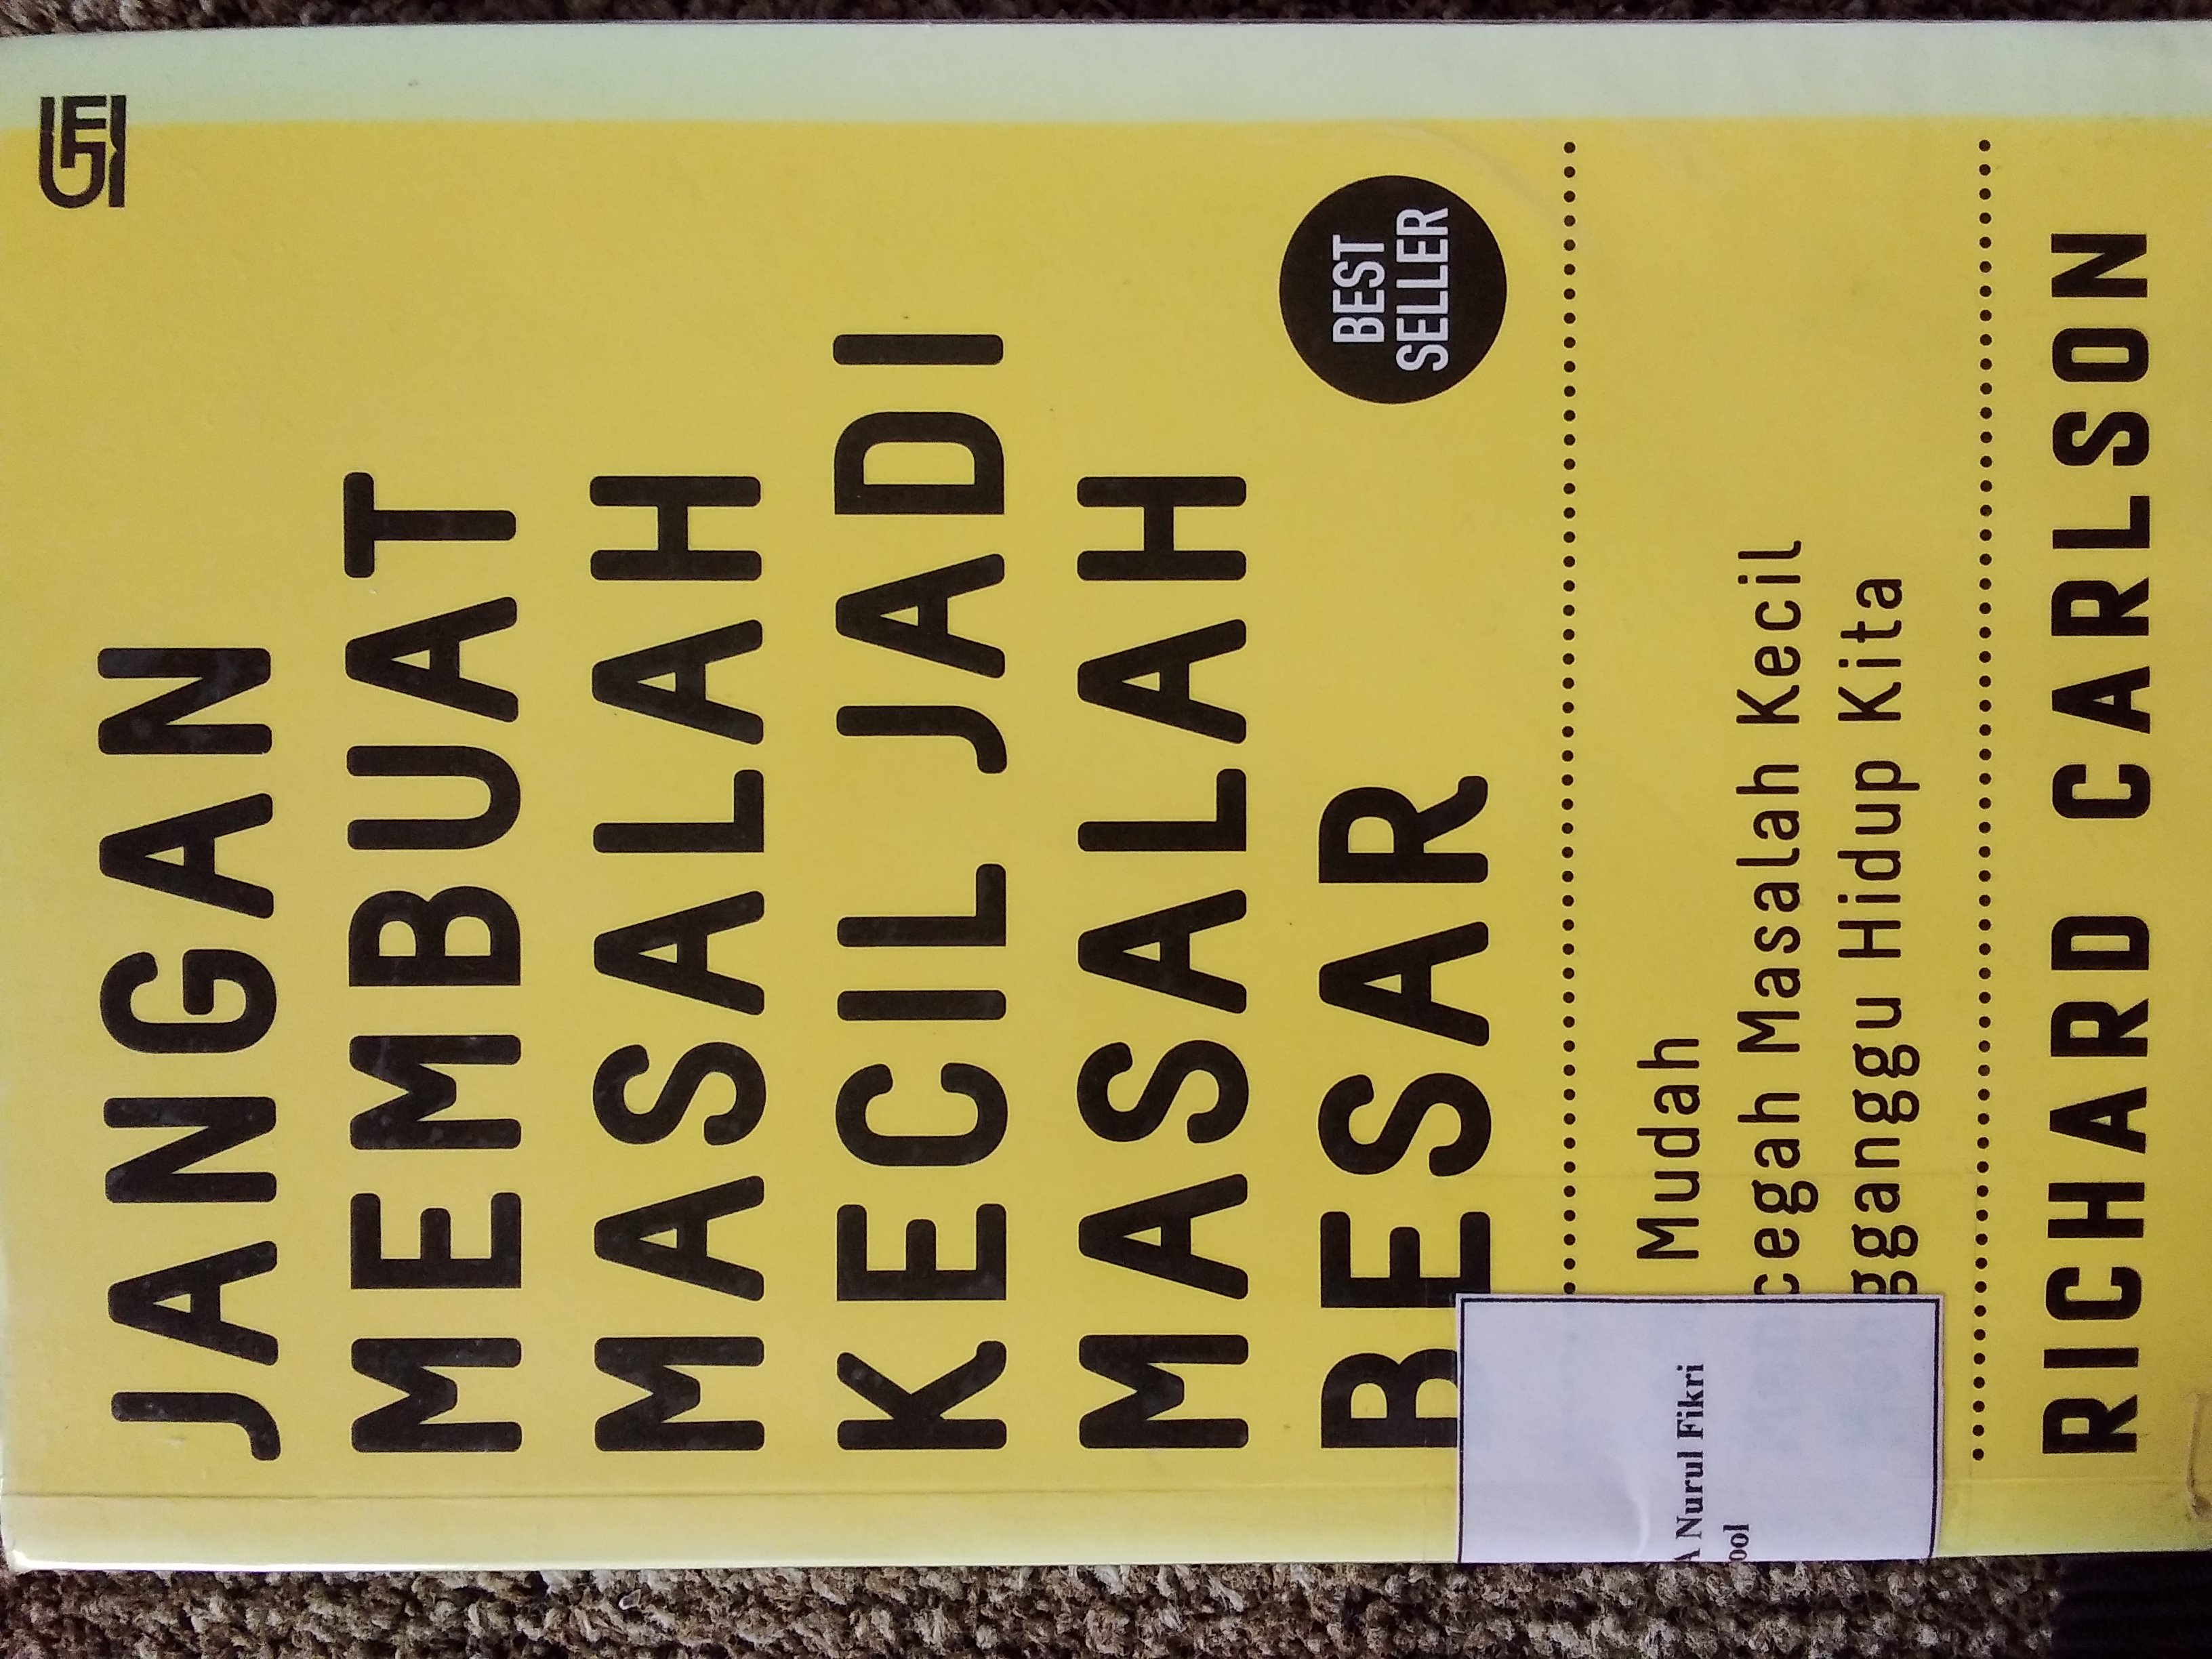 JANGAN
MEMBUAT
MASALAH
KECIL JADI
MASALAH
BESAR
BEST
SELLER
Mudah
cegah Masalah Kecil
gganggu Hidup Kita
RICHARD CARLSON
A Nurul Fikri
ool